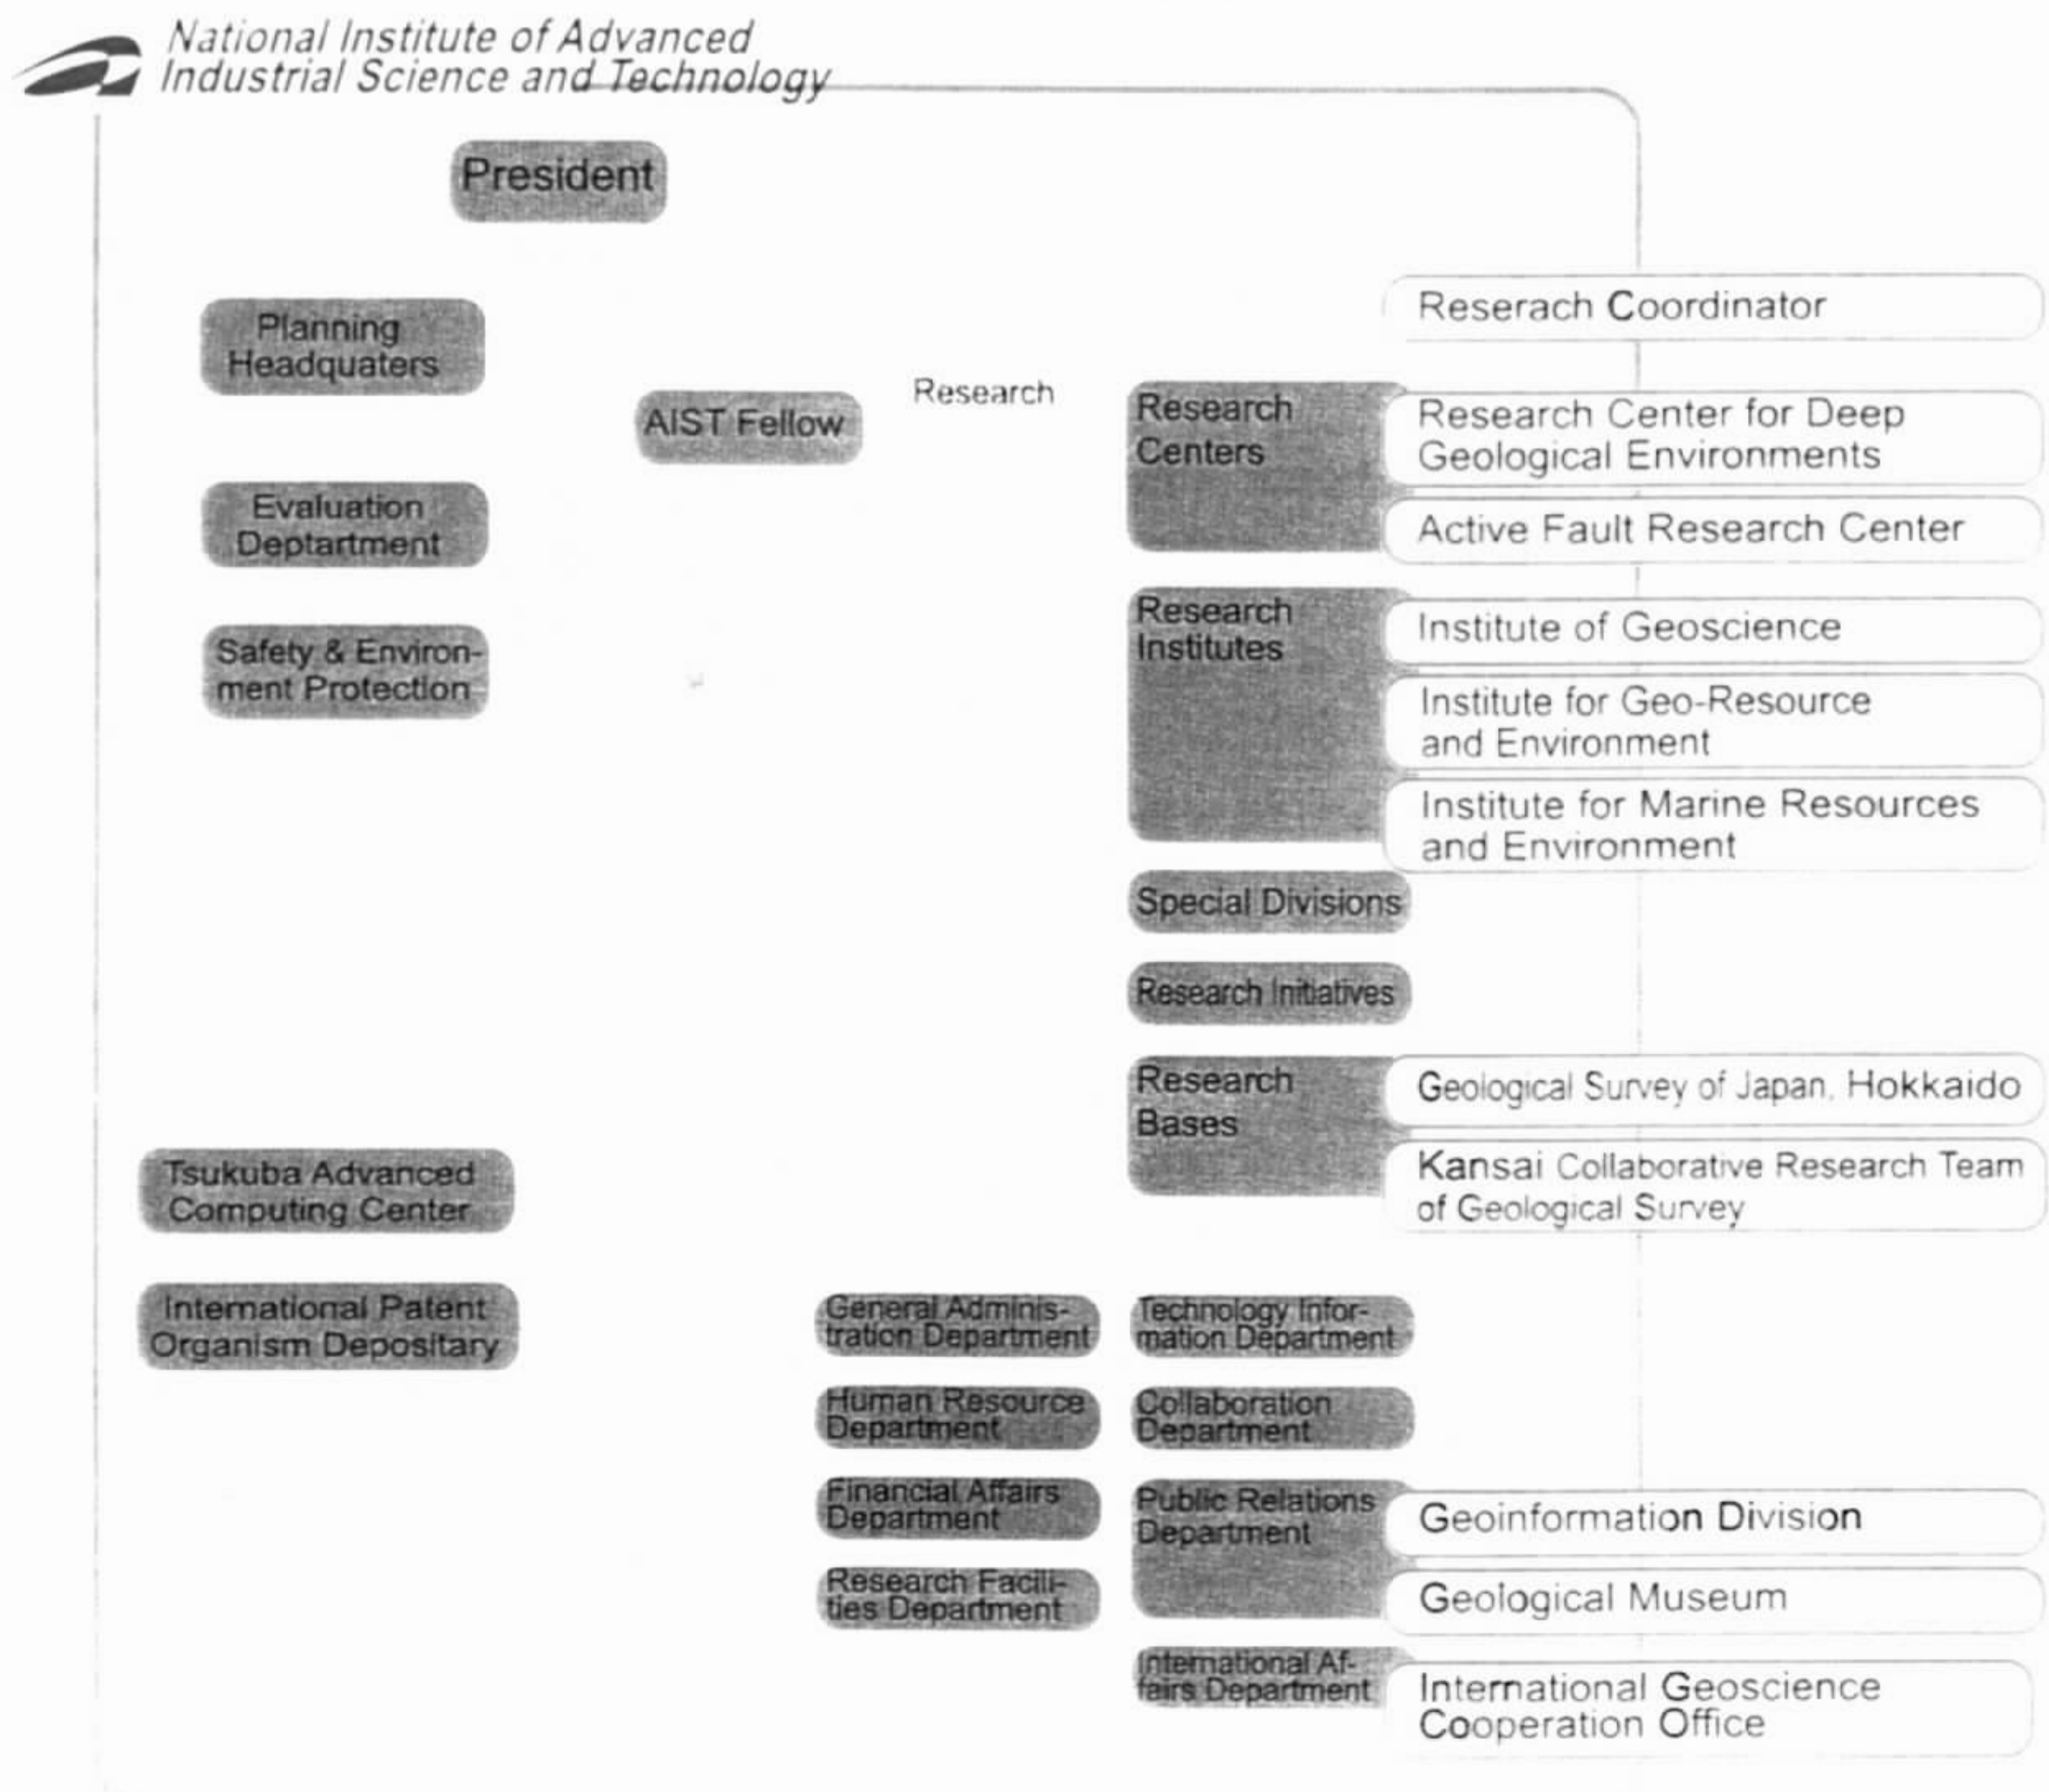 National Institute of Advanced
Industrial Science and Technology
President
Planning
Headquaters
AIST Fellow
Evaluation
Deptartment
Safety & Environ-
ment Protection
Research
Reserach Coordinator
Research
Centers
Research Center for Deep
Geological Environments
Active Fault Research Center
Research
Institutes
Institute of Geoscience
Institute for Geo-Resource
and Environment
Institute for Marine Resources
and Environment
Special Divisions
Research Initiatives
Research
Bases
Geological Survey of Japan, Hokkaido
Kansai Collaborative Research Team
of Geological Survey
Tsukuba Advanced
Computing Center
International Patent
Organism Depositary
General Adminis-
tration Department
Human Resource
Department
Financial Affairs
Department
Research Facili-
ties Department
Technology Infor-
mation Department
Collaboration
Department
Public Relations
Department
Geoinformation Division
Geological Museum
International Af-
fairs Department
International Geoscience
Cooperation Office